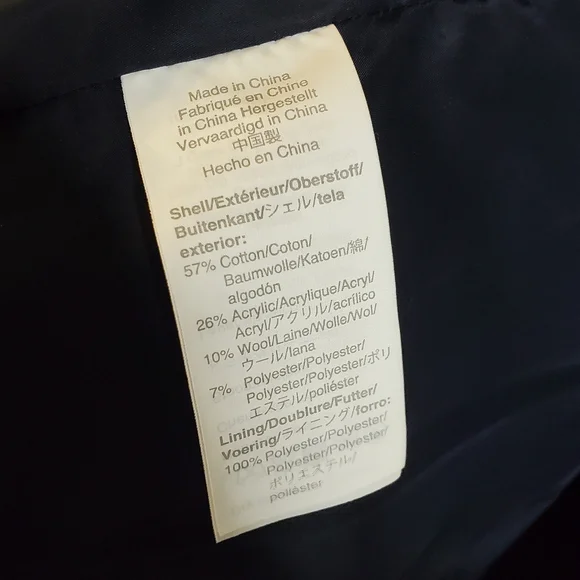 Made in China
Fabriqué en Chine
in China Hergestellt
Vervaardigd in China
中国製
Hecho en China
Shell/Extérieur/Oberstoff/
Buitenkant/シェル/tela
exterior:
57% Cotton/Coton/
Baumwolle/Katoen/綿/
algodón
26% Acrylic/Acrylique/Acryl/
Acryl/アクリル/acrílico
10% Wool/Laine/Wolle/Wol/
ウール/lana
7% Polyester/Polyester/
Polyester/Polyester/ポリ
エステル/poliéster
Lining/Doublure/Futter/
Voering/ライニング/forro:
100% Polyester/Polyester/
Polyester/Polyester/
ポリエステル/
poliéster